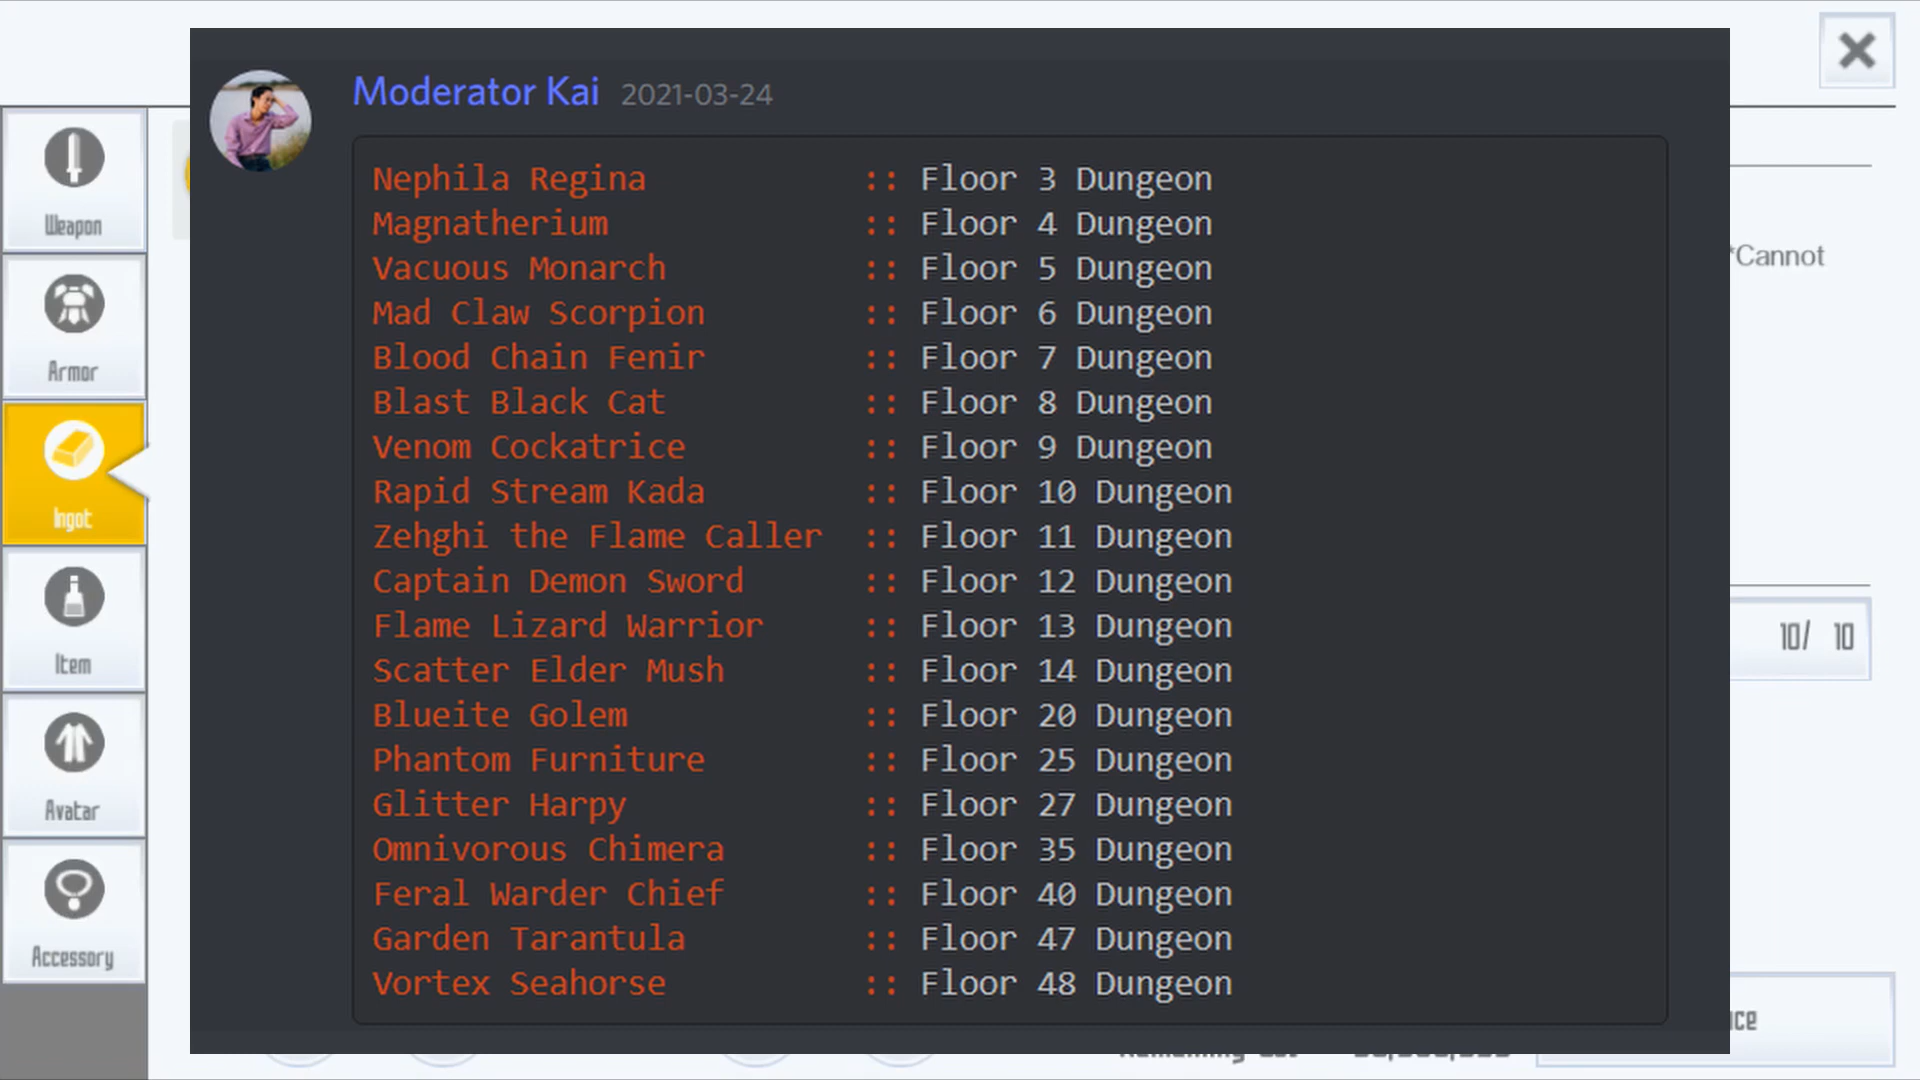 Moderator Kai 2021-03-24
Nephila Regina :: Floor 3 Dungeon
Magnatherium :: Floor 4 Dungeon
Vacuous Monarch :: Floor 5 Dungeon
Mad Claw Scorpion :: Floor 6 Dungeon
Blood Chain Fenir :: Floor 7 Dungeon
Blast Black Cat :: Floor 8 Dungeon
Venom Cockatrice :: Floor 9 Dungeon
Rapid Stream Kada :: Floor 10 Dungeon
Zehghi the Flame Caller :: Floor 11 Dungeon
Captain Demon Sword :: Floor 12 Dungeon
Flame Lizard Warrior :: Floor 13 Dungeon
Scatter Elder Mush :: Floor 14 Dungeon
Blueite Golem :: Floor 20 Dungeon
Phantom Furniture :: Floor 25 Dungeon
Glitter Harpy :: Floor 27 Dungeon
Omnivorous Chimera :: Floor 35 Dungeon
Feral Warder Chief :: Floor 40 Dungeon
Garden Tarantula :: Floor 47 Dungeon
Vortex Seahorse :: Floor 48 Dungeon
Weapon
Armor
Ingot
Item
Avatar
Accessory
*Cannot
10/ 10